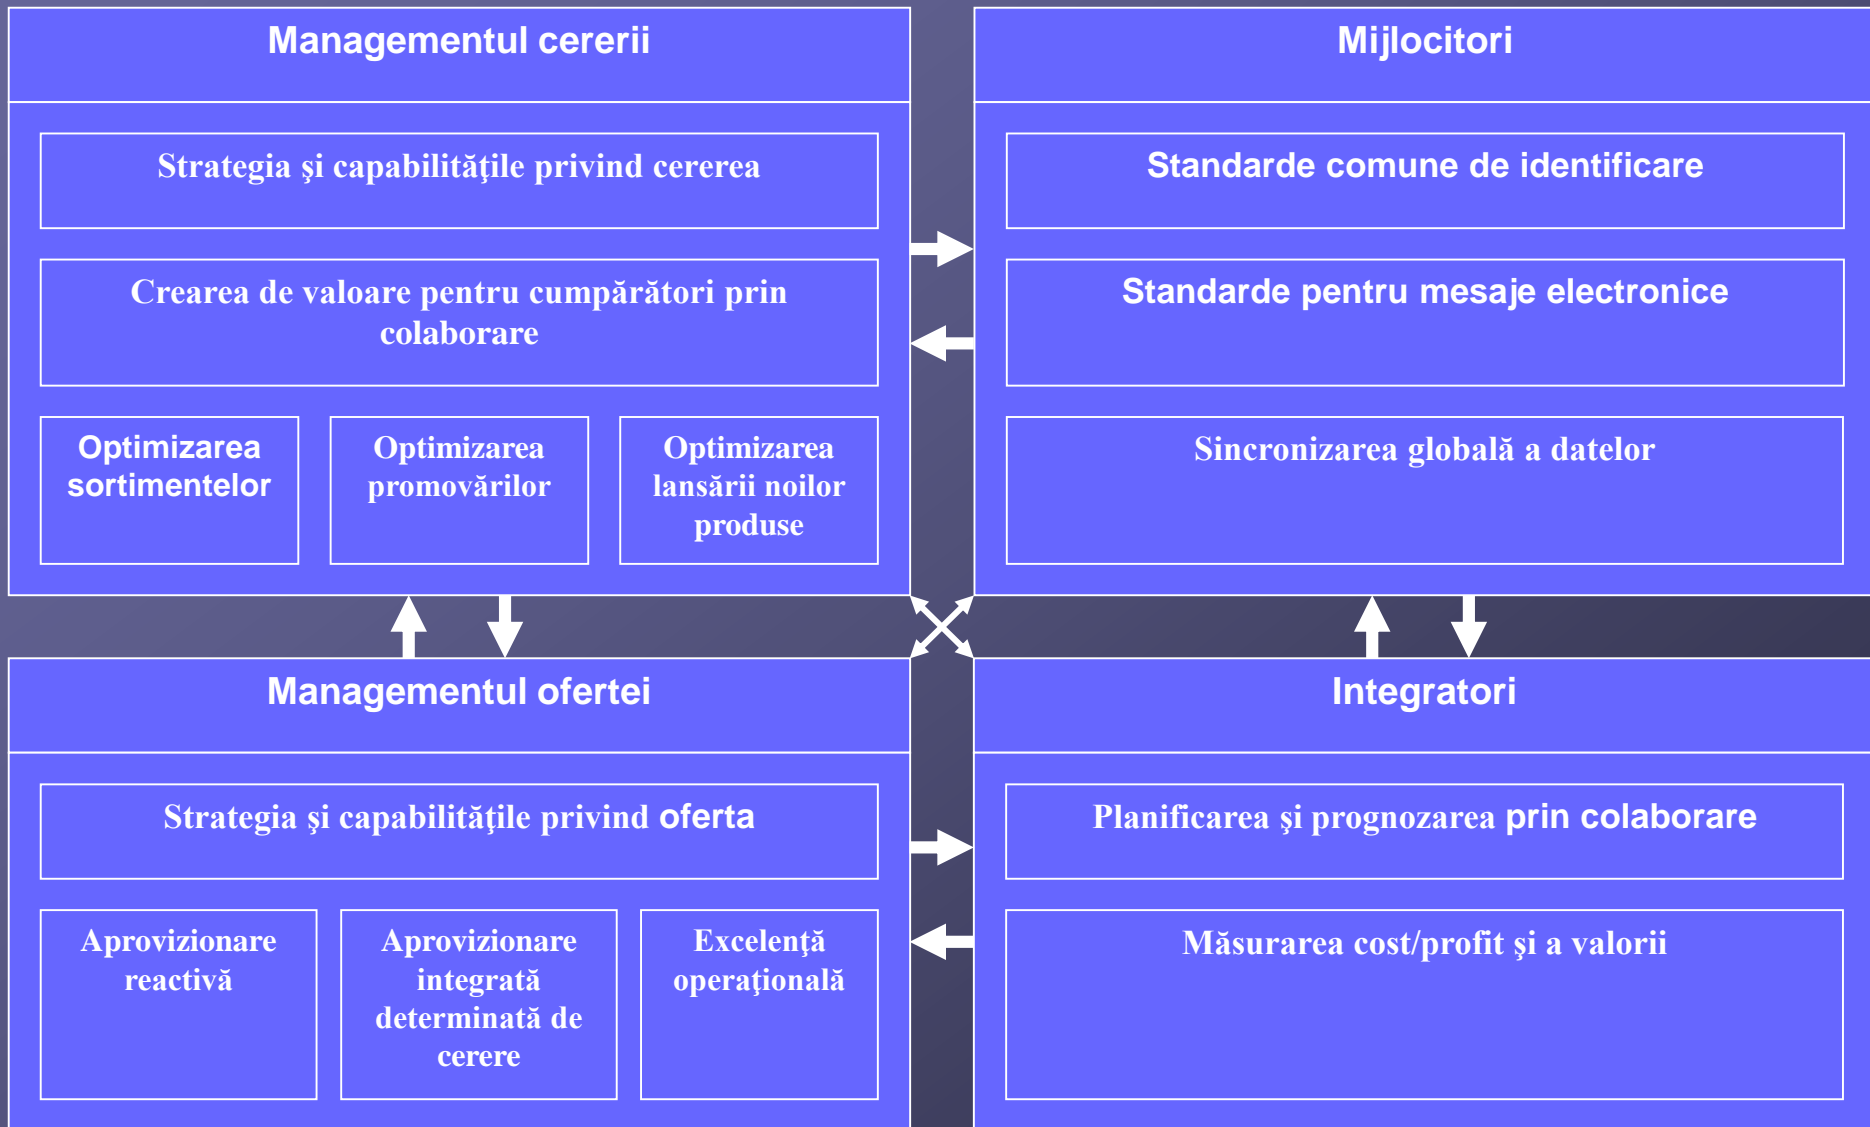 Managementul cererii
Strategia şi capabilităţile privind cererea
Crearea de valoare pentru cumpărători prin
colaborare
Optimizarea
sortimentelor
Optimizarea
promovărilor
Optimizarea
lansării noilor
produse
Mijlocitori
Standarde comune de identificare
Standarde pentru mesaje electronice
Sincronizarea globală a datelor
Managementul ofertei
Strategia şi capabilităţile privind oferta
Aprovizionare
reactivă
Aprovizionare
integrată
determinată de
cerere
Excelenţă
operaţională
Integratori
Planificarea şi prognozarea prin colaborare
Măsurarea cost/profit şi a valorii